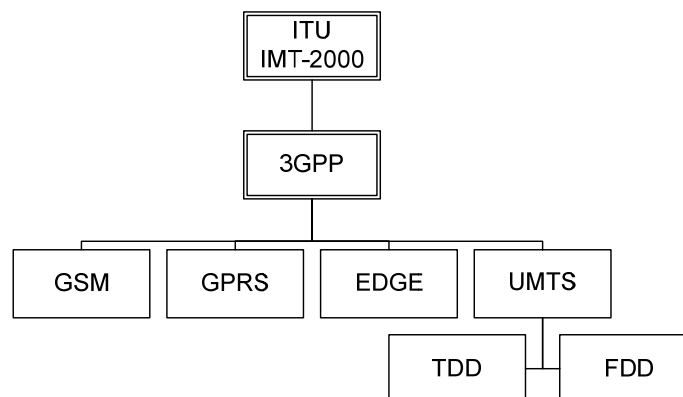 ITU
IMT-2000
3GPP
GSM
GPRS
EDGE
UMTS
TDD
FDD